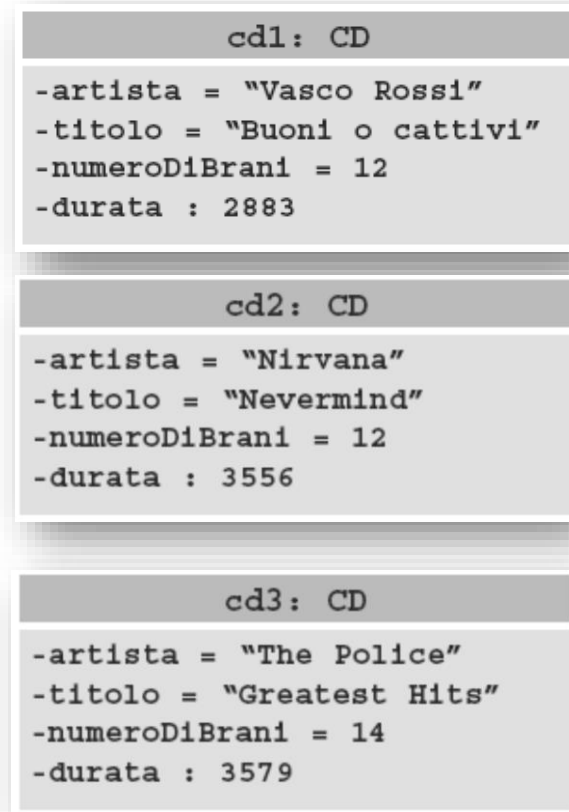 cd1: CD
-artista = “Vasco Rossi”
-titolo = “Buoni o cattivi”
-numeroDiBrani = 12
-durata : 2883
cd2: CD
-artista = “Nirvana”
-titolo = “Nevermind”
-numeroDiBrani = 12
-durata : 3556
cd3: CD
-artista = “The Police”
-titolo = “Greatest Hits”
-numeroDiBrani = 14
-durata : 3579